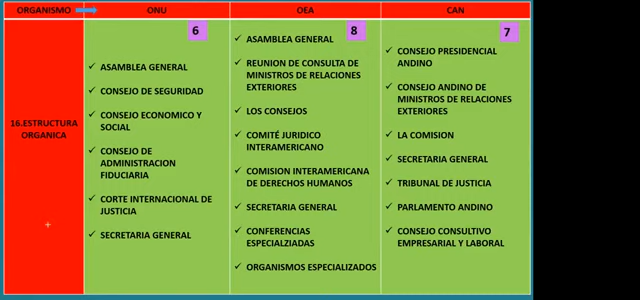 ORGANISMO
ONU
OEA
CAN
16.ESTRUCTURA
ORGANICA
6
ASAMBLEA GENERAL
CONSEJO DE SEGURIDAD
CONSEJO ECONOMICO Y
SOCIAL
CONSEJO DE
ADMINISTRACION
FIDUCIARIA
CORTE INTERNACIONAL DE
JUSTICIA
SECRETARIA GENERAL
8
ASAMBLEA GENERAL
REUNION DE CONSULTA DE
MINISTROS DE RELACIONES
EXTERIORES
LOS CONSEJOS
COMITÉ JURIDICO
INTERAMERICANO
COMISION INTERAMERICANA
DE DERECHOS HUMANOS
SECRETARIA GENERAL
CONFERENCIAS
ESPECIALZIADAS
ORGANISMOS ESPECIALIZADOS
7
CONSEJO PRESIDENCIAL
ANDINO
CONSEJO ANDINO DE
MINISTROS DE RELACIONES
EXTERIORES
LA COMISION
SECRETARIA GENERAL
TRIBUNAL DE JUSTICIA
PARLAMENTO ANDINO
CONSEJO CONSULTIVO
EMPRESARIAL Y LABORAL